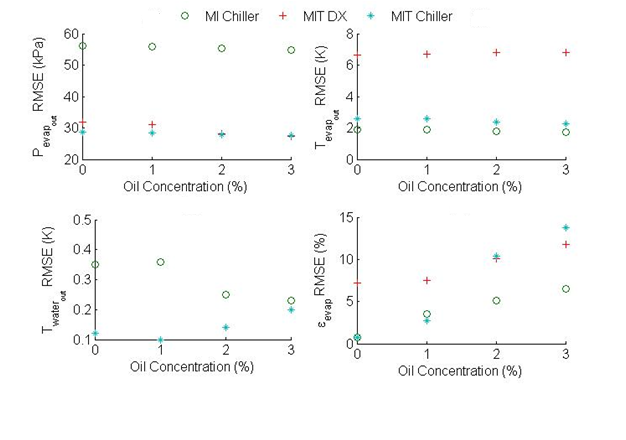 MI Chiller MIT DX MIT Chiller
P evap out RMSE (kPa)
60
50
40
30
20
0 1 2 3
Oil Concentration (%)
T evap out RMSE (K)
8
6
4
2
0
0 1 2 3
Oil Concentration (%)
T water out RMSE (K)
0.5
0.4
0.3
0.2
0.1
0 1 2 3
Oil Concentration (%)
ε evap RMSE (%)
15
10
5
0
0 1 2 3
Oil Concentration (%)